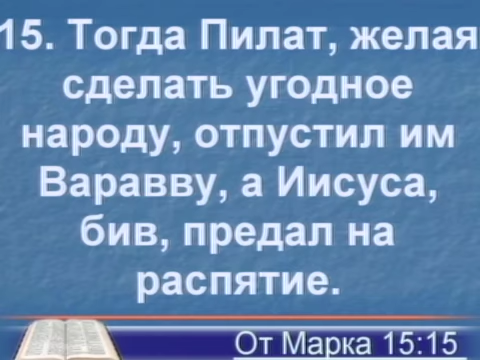 15. Тогда Пилат, желая
сделать угодное
народу, отпустил им
Варавву, а Иисуса,
бив, предал на
распятие.
От Марка 15:15